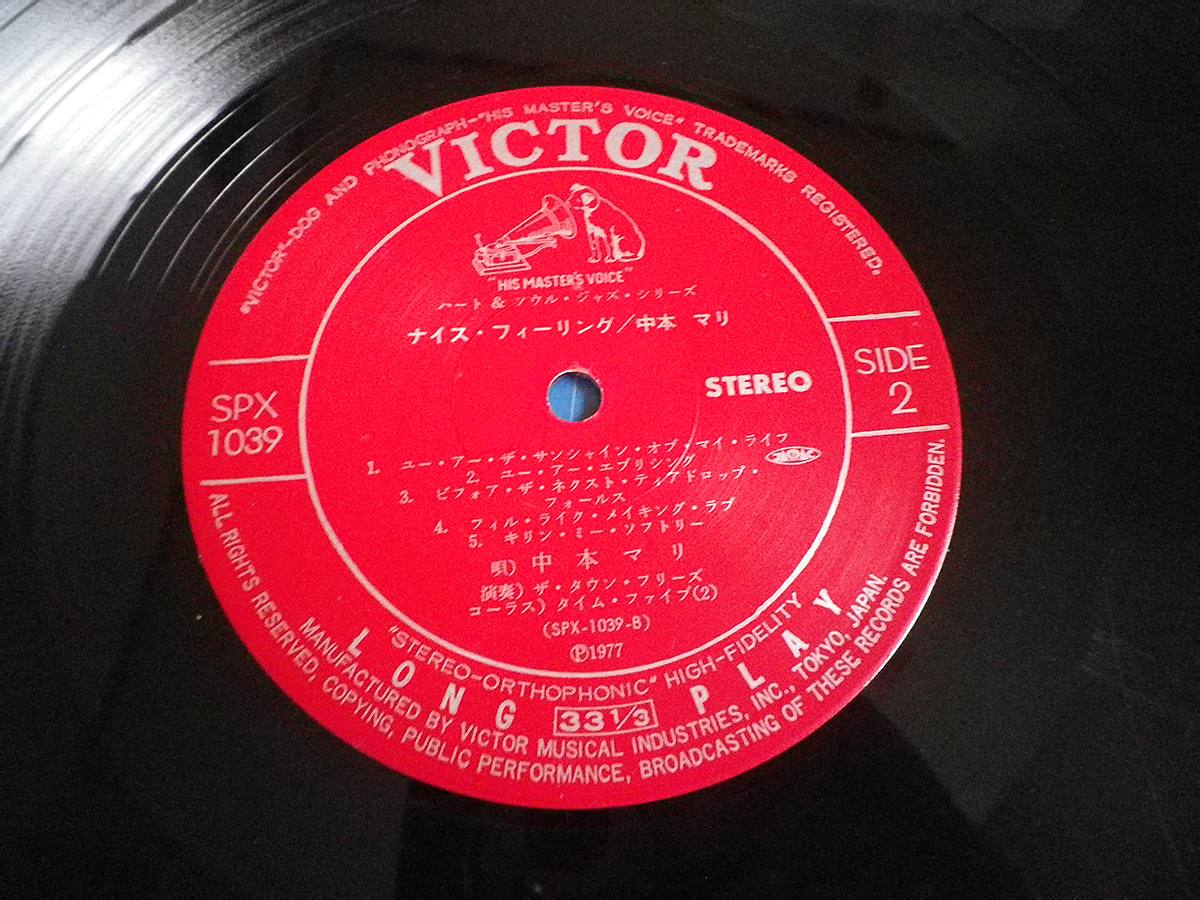 "VICTOR"-DOG AND PHONOGRAPH-"HIS MASTER'S VOICE" TRADEMARKS REGISTERED.
VICTOR
"HIS MASTER'S VOICE"
ハート & ソウル・ジャズ・シリーズ
ナイス・フィーリング/中本 マリ
SPX
1039
STEREO
SIDE
2
1. ユー・アー・ザ・サンシャイン・オブ・マイ・ライフ
2. ユー・アー・エブリシング
3. ビフォア・ザ・ネクスト・ティアドロップ・
フォールス
4. フィル・ライク・メイキング・ラブ
5. キリン・ミー・ソフトリー
唄) 中本マリ
演奏) ザ・タウン・フリーズ
コーラス) タイム・ファイブ(2)
(SPX-1039-B)
Ⓟ1977
"STEREO-ORTHOPHONIC" HIGH-FIDELITY
LONG 33 1/3 PLAY
MANUFACTURED BY VICTOR MUSICAL INDUSTRIES, INC., TOKYO, JAPAN.
ALL RIGHTS RESERVED, COPYING, PUBLIC PERFORMANCE, BROADCASTING OF THESE RECORDS ARE FORBIDDEN.